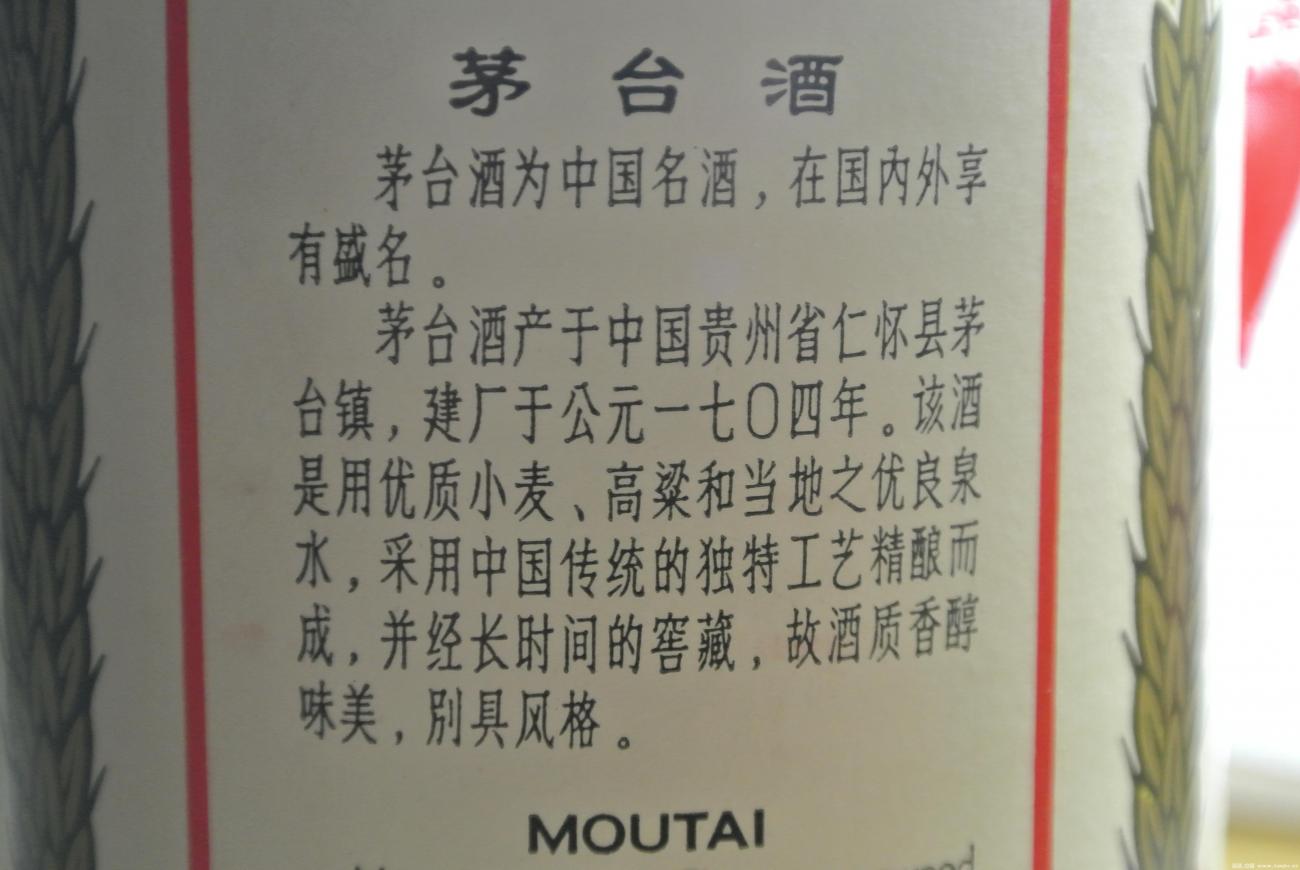 茅台酒
茅台酒为中国名酒，在国内外享
有盛名。
茅台酒产于中国贵州省仁怀县茅
台镇，建厂于公元一七〇四年。该酒
是用优质小麦、高粱和当地之优良泉
水，采用中国传统的独特工艺精酿而
成，并经长时间的窖藏，故酒质香醇
味美，别具风格。
MOUTAI